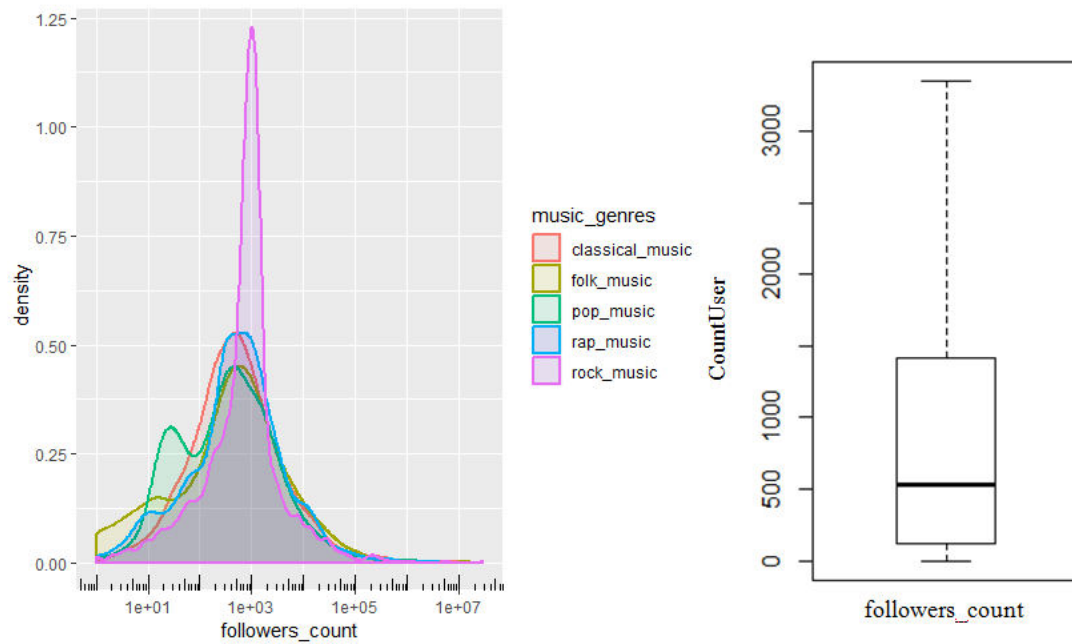 1.25
1.00
0.75
0.50
0.25
0.00
density
1e+01 1e+03 1e+05 1e+07
followers_count
music_genres
classical_music
folk_music
pop_music
rap_music
rock_music
CountUser
3000
2000
1000
500
0
followers_count